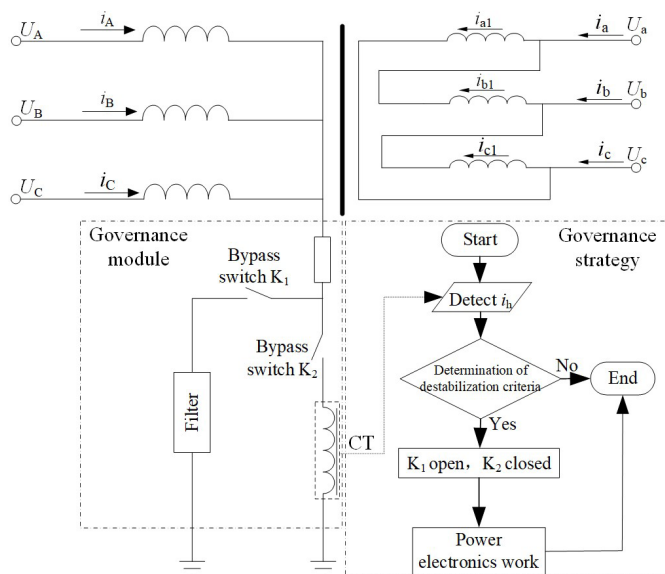 U_A
i_A
i_a1
i_a
U_a
U_B
i_B
i_b1
i_b
U_b
U_C
i_C
i_c1
i_c
U_c
Governance
module
Bypass
switch K₁
Bypass
switch K₂
Filter
CT
Start
Governance
strategy
Detect i_h
Determination of
destabilization criteria
No
End
Yes
K₁ open, K₂ closed
Power
electronics work